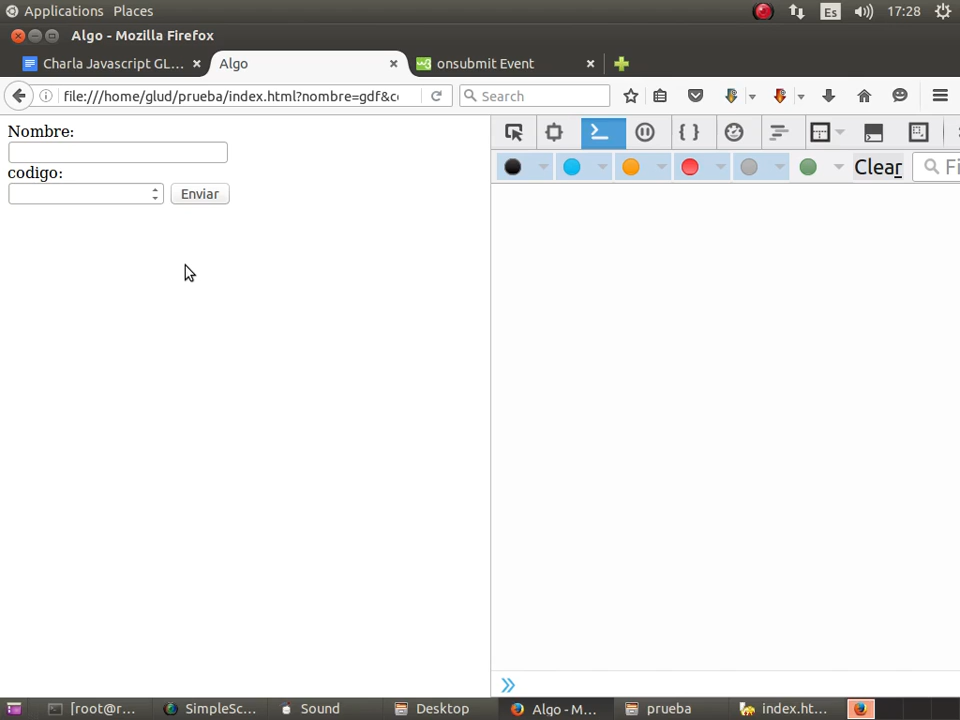 Applications Places Es 17:28
Algo - Mozilla Firefox
Charla Javascript GL... Algo onsubmit Event
file:///home/glud/prueba/index.html?nombre=gdf&c Search
Nombre:
codigo:
Enviar
Clear Fi
[root@r... SimpleSc... Sound Desktop Algo - M... prueba index.ht...